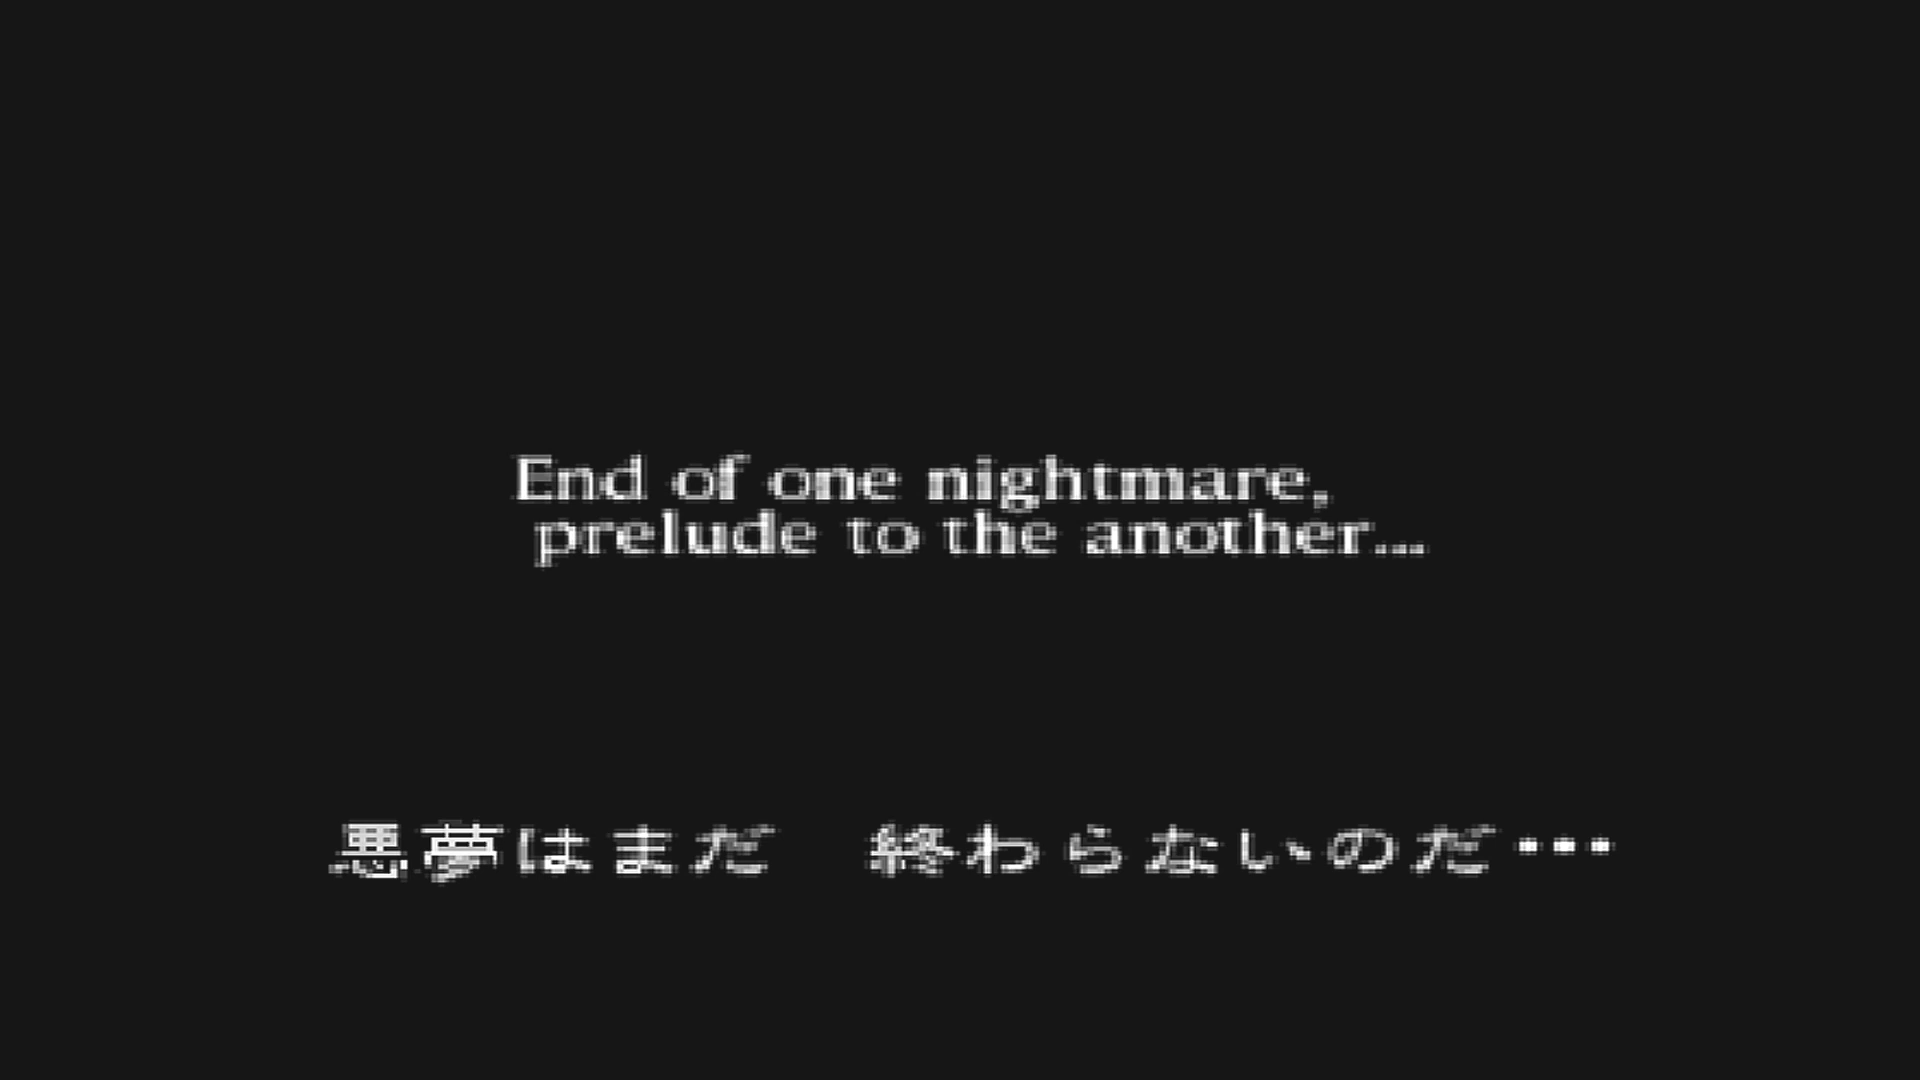 End of one nightmare,
prelude to the another...
悪夢はまだ　終わらないのだ…